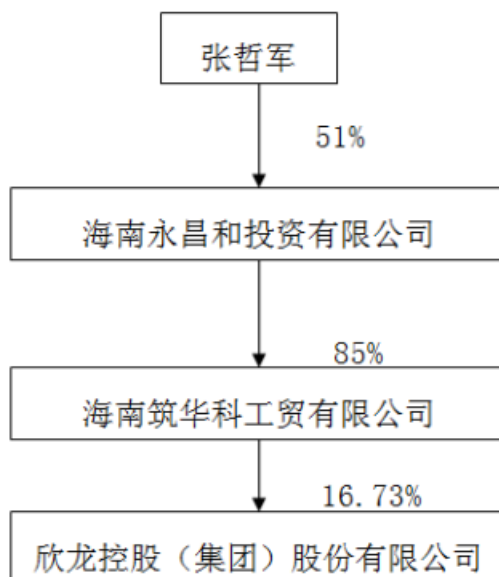 张哲军
51%
海南永昌和投资有限公司
85%
海南筑华科工贸有限公司
16.73%
欣龙控股（集团）股份有限公司